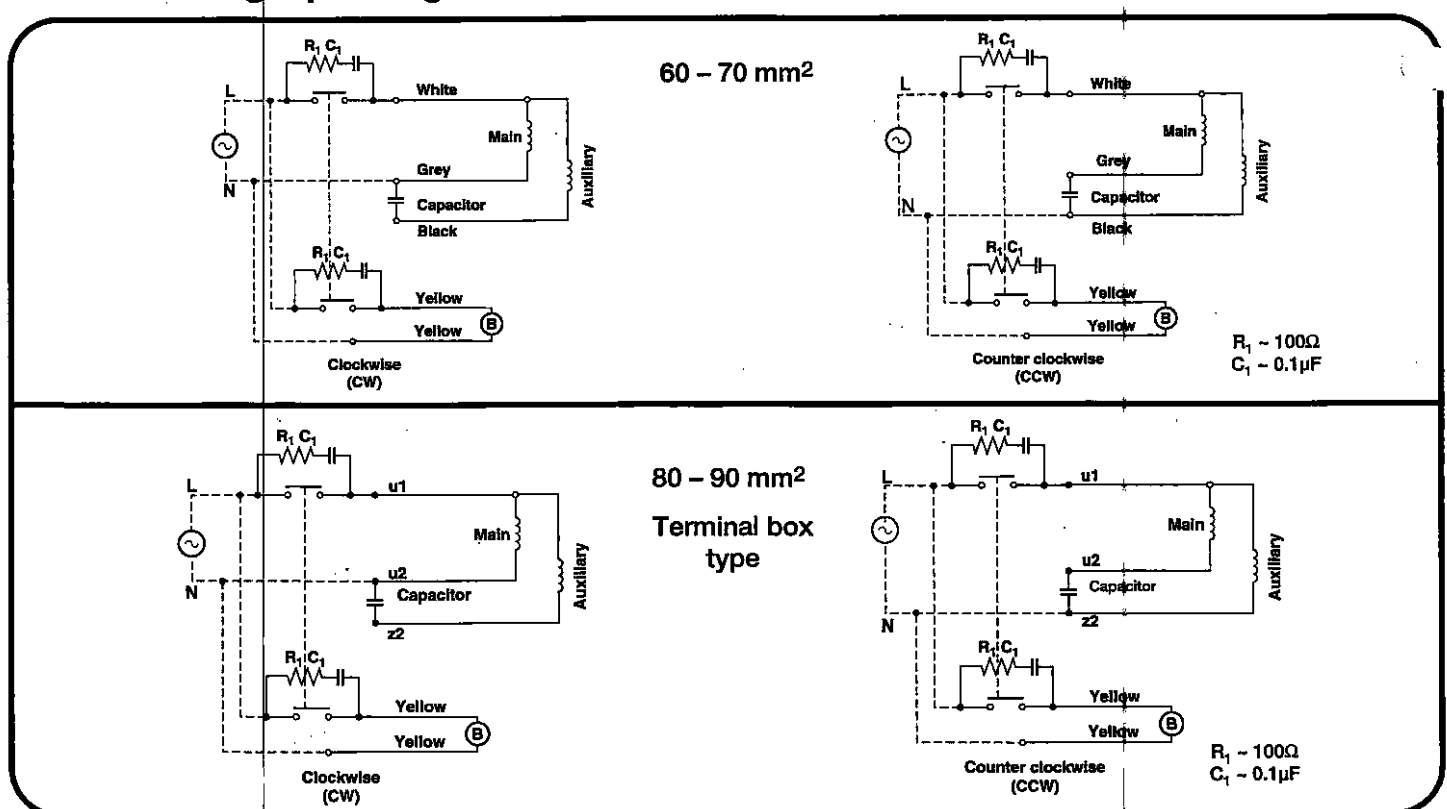 60 – 70 mm²
R₁ C₁
L
White
Main
Auxiliary
Grey
N
Capacitor
Black
R₁ C₁
Yellow
B
Yellow
Clockwise
(CW)
R₁ C₁
L
White
Main
Auxiliary
Grey
N
Capacitor
Black
R₁ C₁
Yellow
B
Yellow
Counter clockwise
(CCW)
R₁ ~ 100Ω
C₁ ~ 0.1µF
80 – 90 mm²
Terminal box
type
R₁ C₁
L
u1
Main
Auxiliary
u2
N
Capacitor
z2
R₁ C₁
Yellow
B
Yellow
Clockwise
(CW)
R₁ C₁
L
u1
Main
Auxiliary
u2
Capacitor
N
z2
R₁ C₁
Yellow
B
Yellow
Counter clockwise
(CCW)
R₁ ~ 100Ω
C₁ ~ 0.1µF